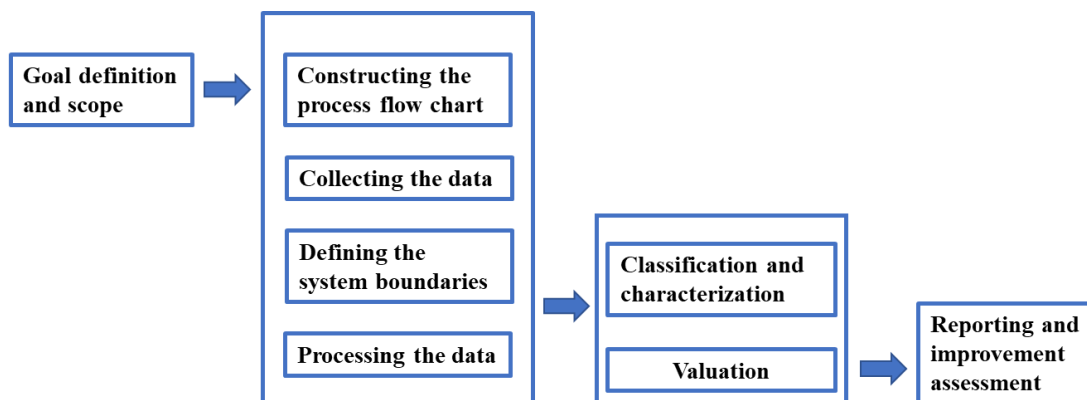 Goal definition
and scope
Constructing the
process flow chart
Collecting the data
Defining the
system boundaries
Processing the data
Classification and
characterization
Valuation
Reporting and
improvement
assessment